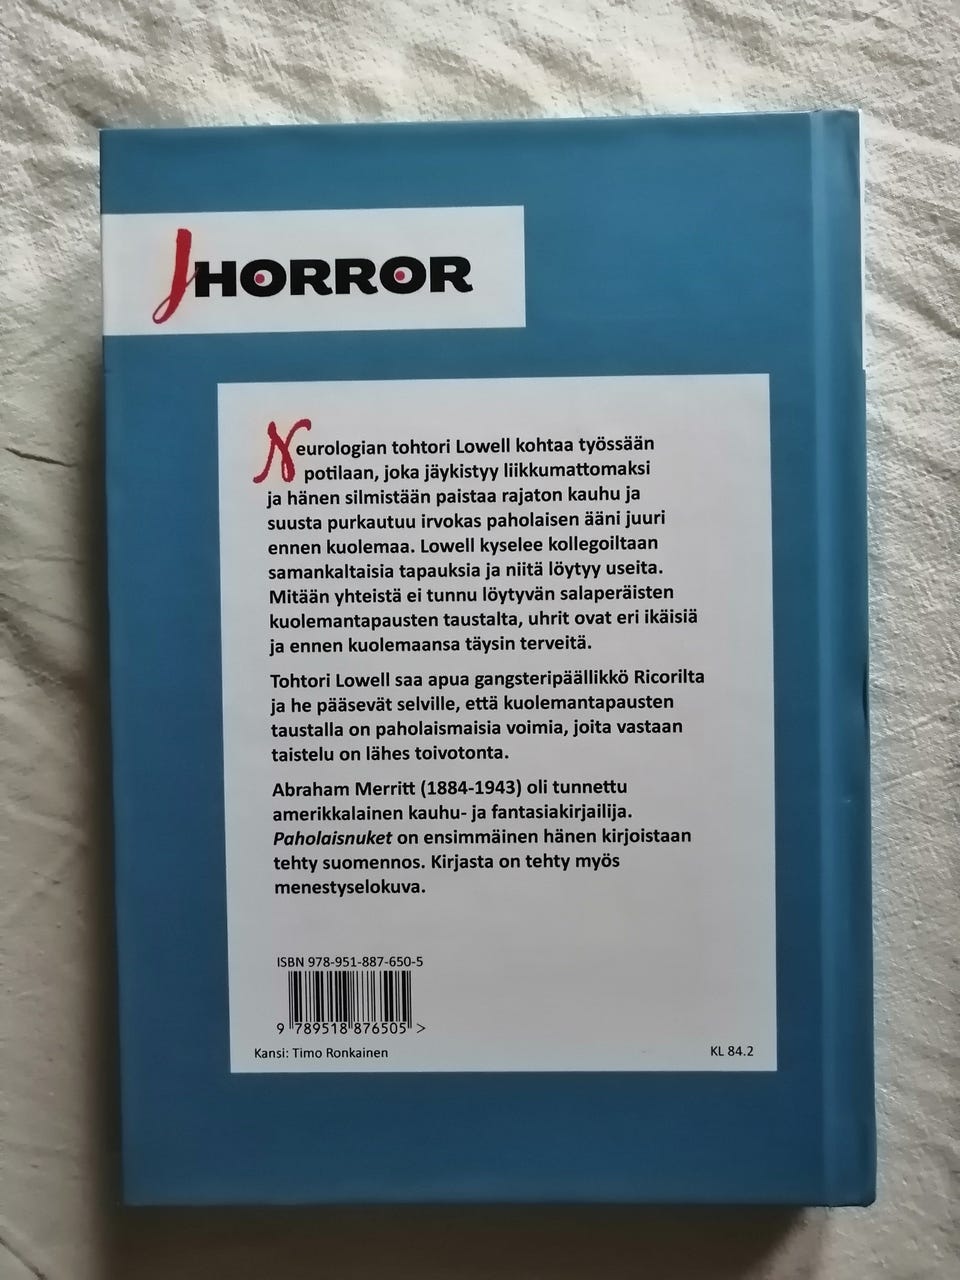 JHORROR
Neurologian tohtori Lowell kohtaa työssään
potilaan, joka jäykistyy liikkumattomaksi
ja hänen silmistään paistaa rajaton kauhu ja
suusta purkautuu irvokas paholaisen ääni juuri
ennen kuolemaa. Lowell kyselee kollegoiltaan
samankaltaisia tapauksia ja niitä löytyy useita.
Mitään yhteistä ei tunnu löytyvän salaperäisten
kuolemantapausten taustalta, uhrit ovat eri ikäisiä
ja ennen kuolemaansa täysin terveitä.
Tohtori Lowell saa apua gangsteripäällikkö Ricorilta
ja he pääsevät selville, että kuolemantapausten
taustalla on paholaismaisia voimia, joita vastaan
taistelu on lähes toivotonta.
Abraham Merritt (1884-1943) oli tunnettu
amerikkalainen kauhu- ja fantasiakirjailija.
Paholaisnuket on ensimmäinen hänen kirjoistaan
tehty suomennos. Kirjasta on tehty myös
menestyselokuva.
ISBN 978-951-887-650-5
9 789518 876505 >
Kansi: Timo Ronkainen
KL 84.2